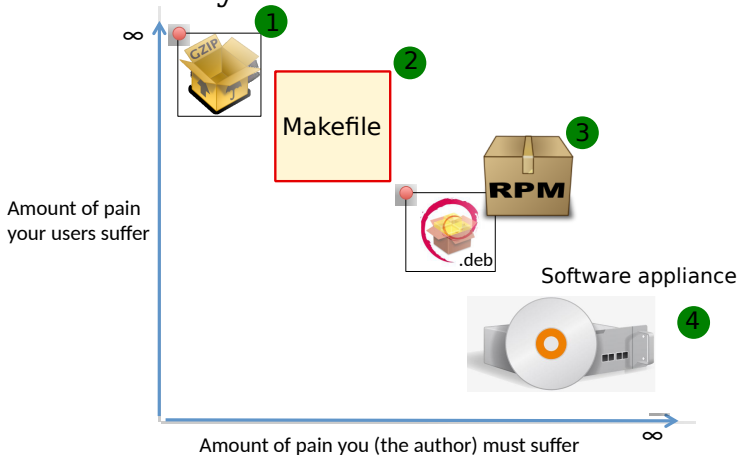 1
∞
GZIP
2
Makefile
3
RPM
Amount of pain
your users suffer
.deb
Software appliance
4
∞
Amount of pain you (the author) must suffer